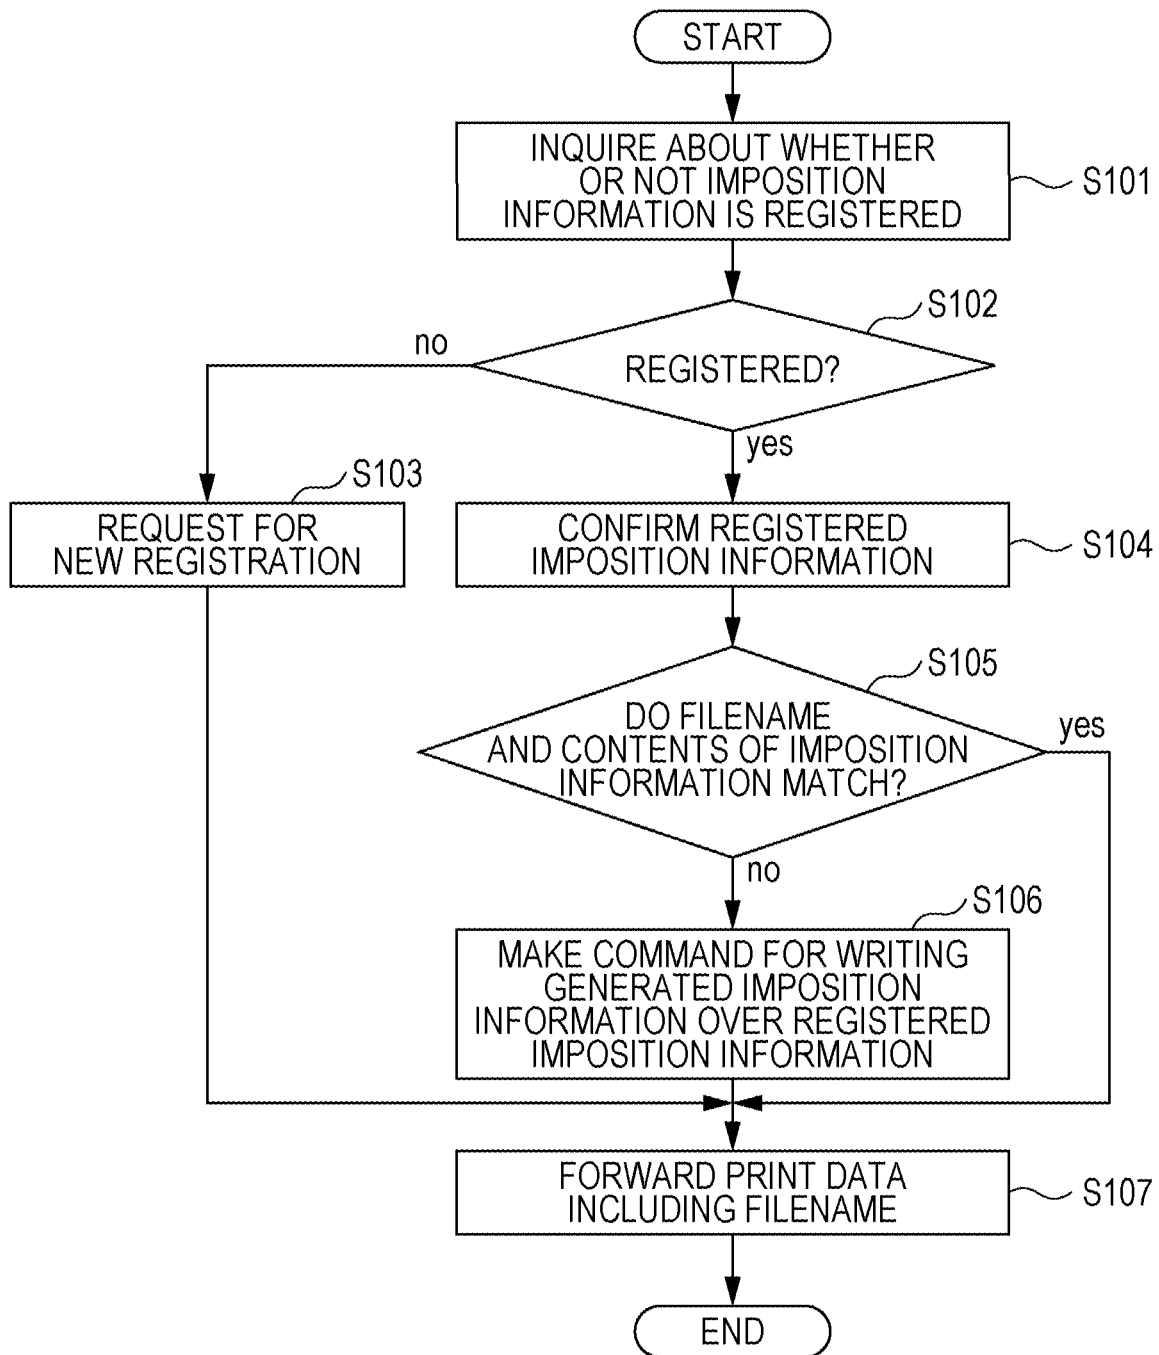 START
INQUIRE ABOUT WHETHER
OR NOT IMPOSITION
INFORMATION IS REGISTERED
S101
S102
no
REGISTERED?
yes
S103
REQUEST FOR
NEW REGISTRATION
CONFIRM REGISTERED
IMPOSITION INFORMATION
S104
S105
DO FILENAME
AND CONTENTS OF IMPOSITION
INFORMATION MATCH?
yes
no
S106
MAKE COMMAND FOR WRITING
GENERATED IMPOSITION
INFORMATION OVER REGISTERED
IMPOSITION INFORMATION
FORWARD PRINT DATA
INCLUDING FILENAME
S107
END